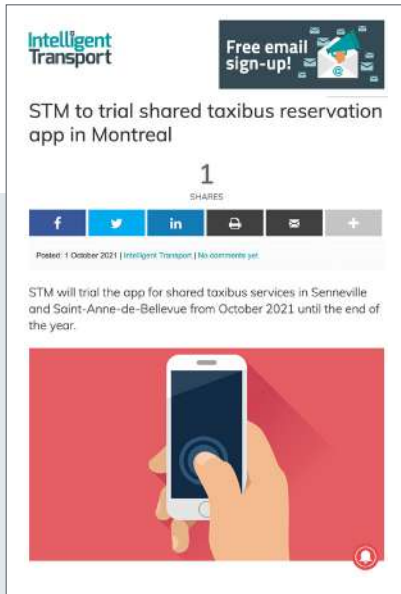 Intelligent
Transport
Free email
sign-up!
@
STM to trial shared taxibus reservation
app in Montreal
1
SHARES
f in +
Posted: 1 October 2021 | Intelligent Transport | No comments yet
STM will trial the app for shared taxibus services in Senneville
and Saint-Anne-de-Bellevue from October 2021 until the end of
the year.